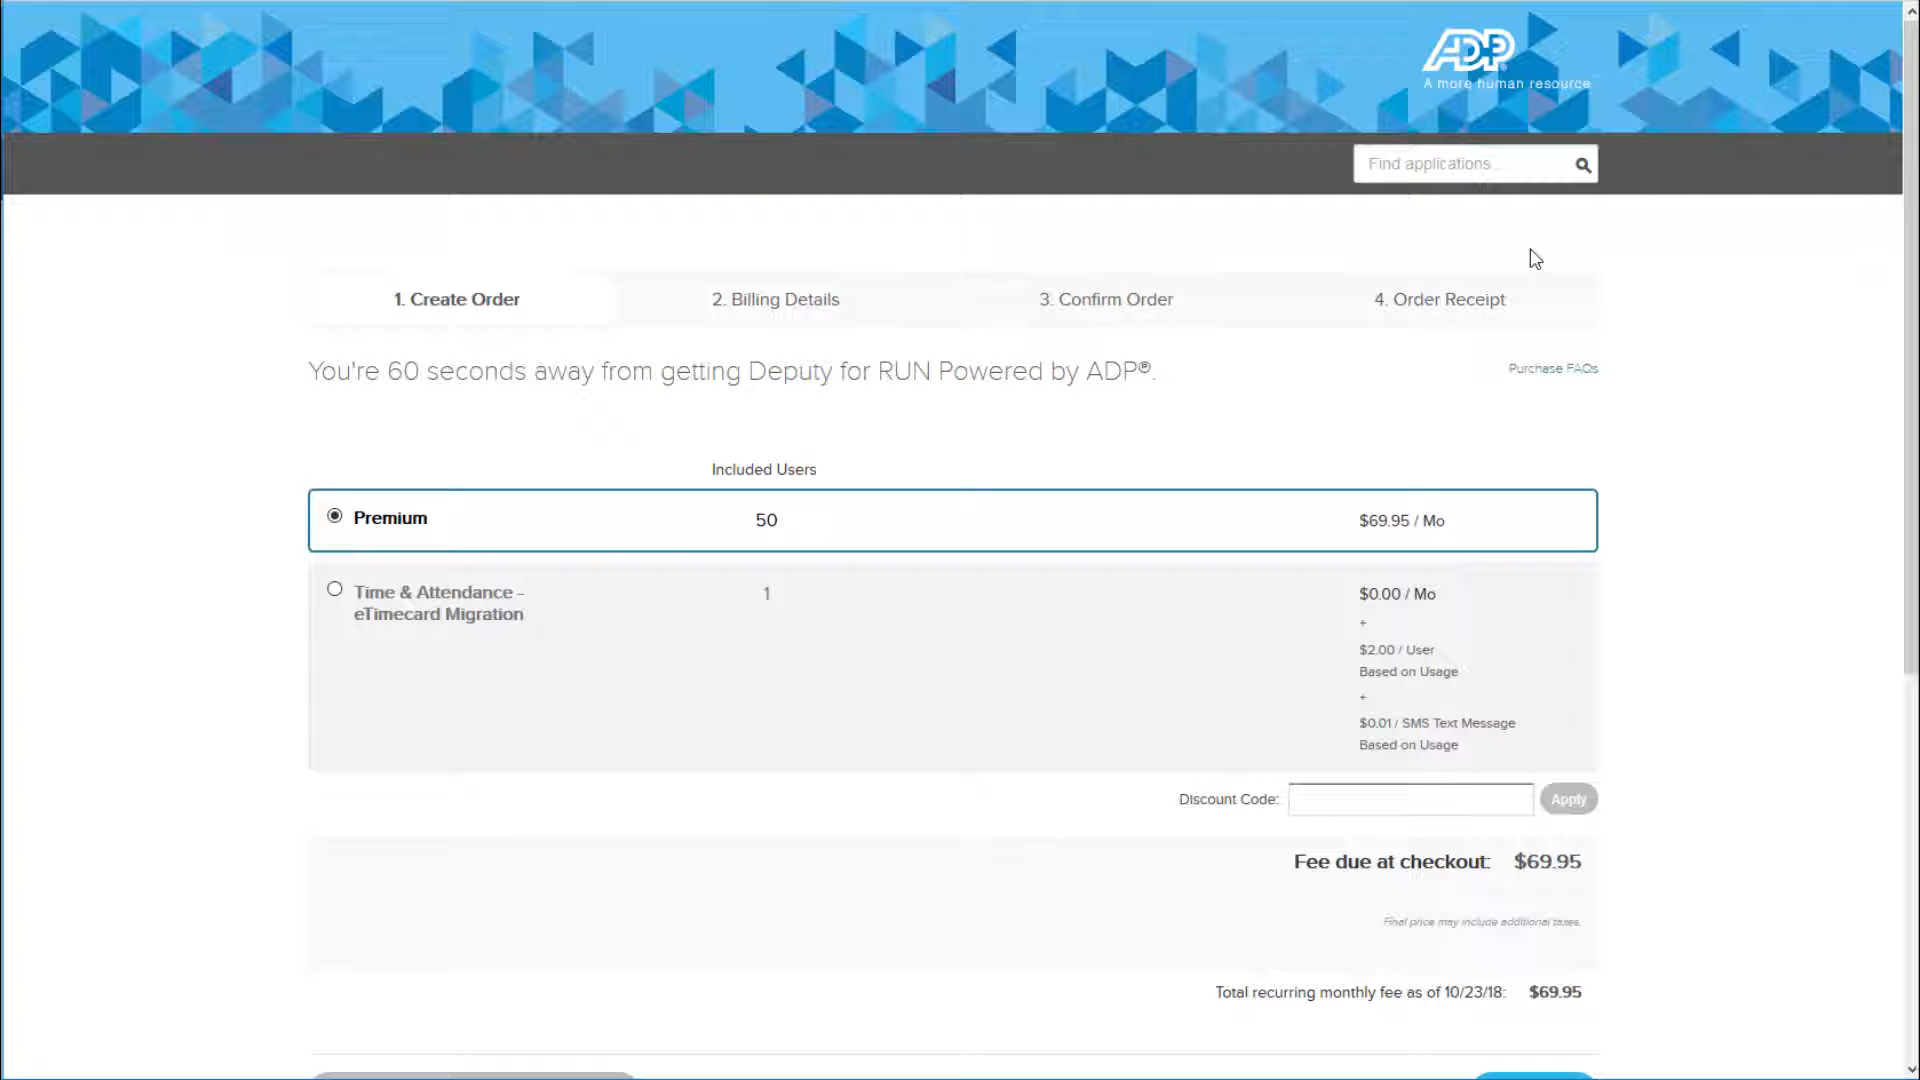 ADP
A more human resource
Find applications...
1. Create Order
2. Billing Details
3. Confirm Order
4. Order Receipt
You're 60 seconds away from getting Deputy for RUN Powered by ADP®.
Purchase FAQs
Included Users
Premium
50
$69.95 / Mo
Time & Attendance -
eTimecard Migration
1
$0.00 / Mo
+
$2.00 / User
Based on Usage
+
$0.01 / SMS Text Message
Based on Usage
Discount Code:
Apply
Fee due at checkout: $69.95
Final price may include additional taxes.
Total recurring monthly fee as of 10/23/18: $69.95